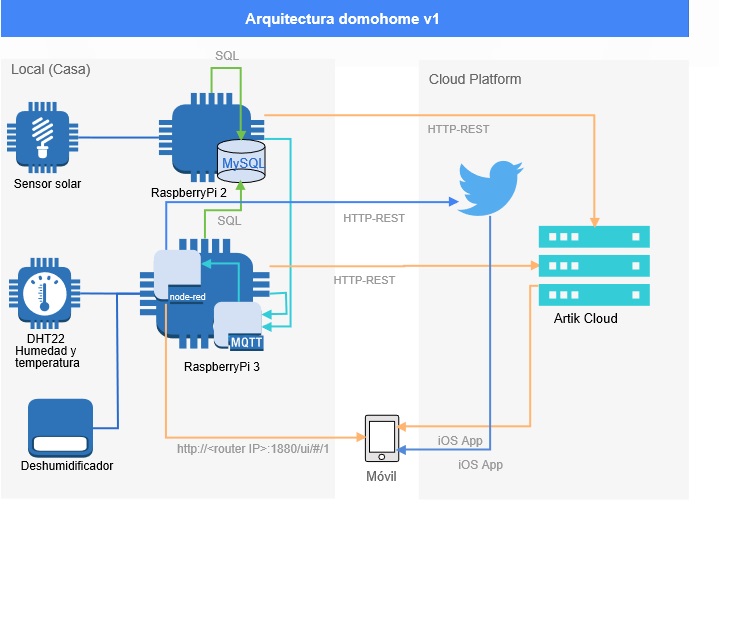 Arquitectura domohome v1
SQL
Local (Casa)
Cloud Platform
HTTP-REST
MySQL
Sensor solar
RaspberryPi 2
SQL
HTTP-REST
HTTP-REST
node-red
Artik Cloud
DHT22
Humedad y
temperatura
MQTT
RaspberryPi 3
iOS App
http://<router IP>:1880/ui/#/1
Deshumidificador
iOS App
Móvil